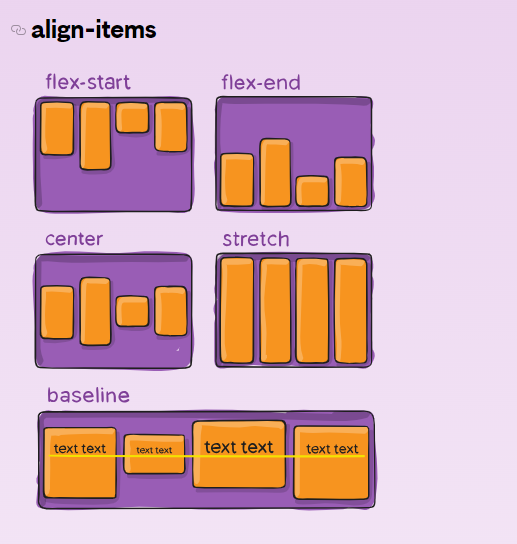 align-items
flex-start
flex-end
center
stretch
baseline
text text
text text
text text
text text